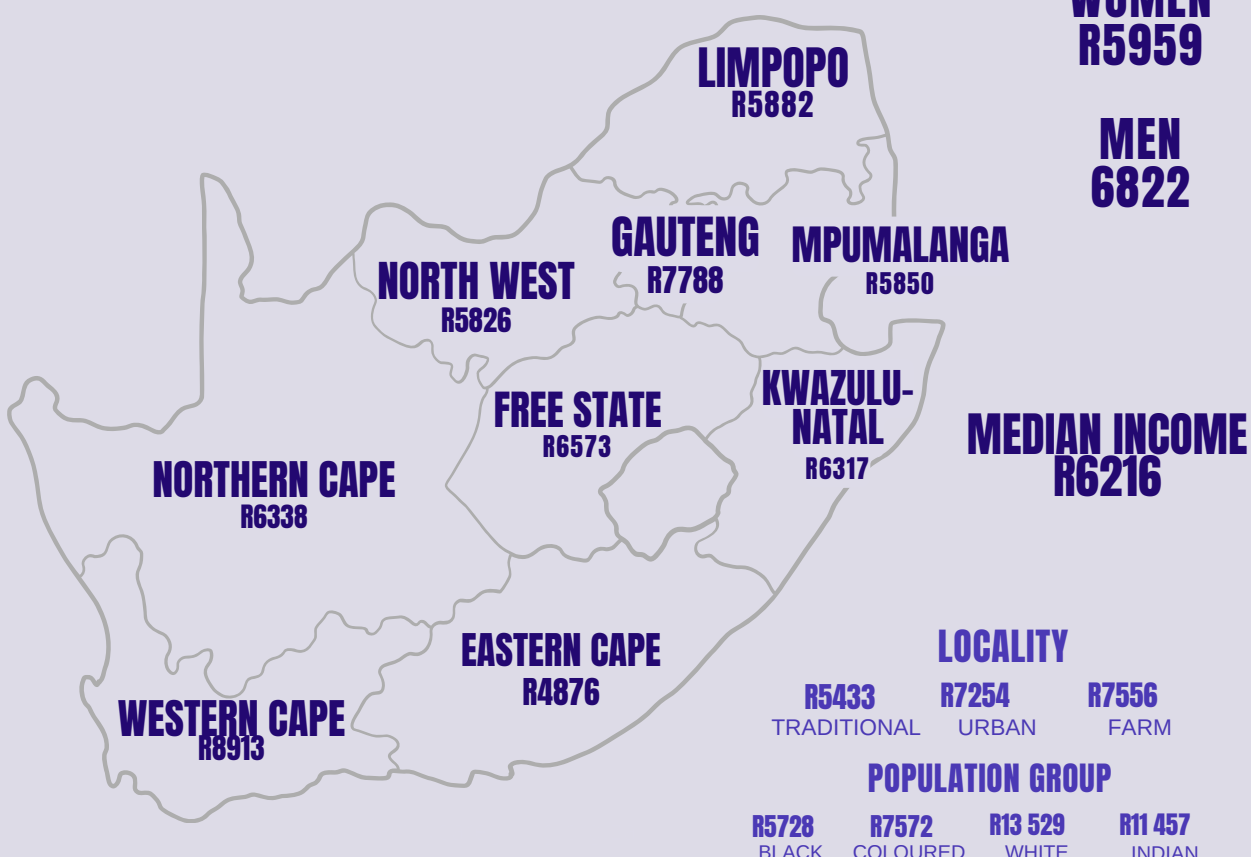 WOMEN
R5959
MEN
6822
LIMPOPO
R5882
GAUTENG
R7788
MPUMALANGA
R5850
NORTH WEST
R5826
FREE STATE
R6573
KWAZULU-
NATAL
R6317
MEDIAN INCOME
R6216
NORTHERN CAPE
R6338
EASTERN CAPE
R4876
WESTERN CAPE
R8913
LOCALITY
R5433 R7254 R7556
TRADITIONAL URBAN FARM
POPULATION GROUP
R5728 R7572 R13 529 R11 457
BLACK COLOURED WHITE INDIAN